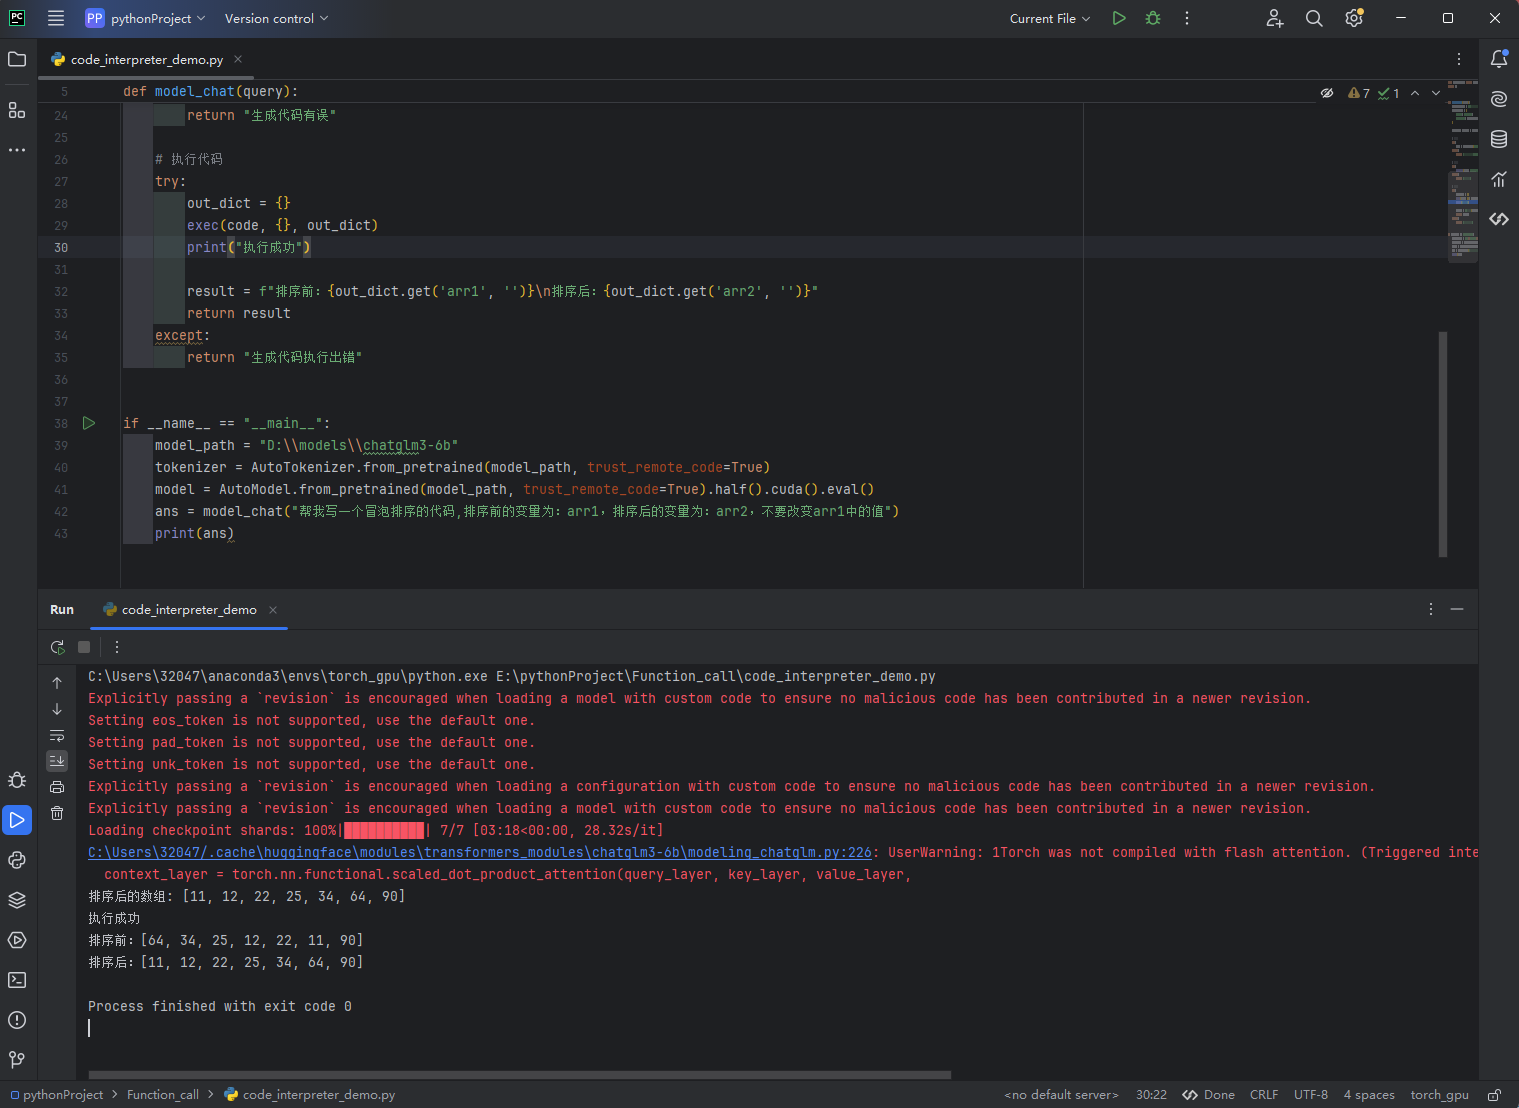 PC
PP pythonProject Version control Current File
code_interpreter_demo.py
5 def model_chat(query):
7 1
24 return "生成代码有误"
25
26 # 执行代码
27 try:
28 out_dict = {}
29 exec(code, {}, out_dict)
30 print("执行成功")
31
32 result = f"排序前：{out_dict.get('arr1', '')}\n排序后：{out_dict.get('arr2', '')}"
33 return result
34 except:
35 return "生成代码执行出错"
36
37
38 if __name__ == "__main__":
39 model_path = "D:\\models\\chatglm3-6b"
40 tokenizer = AutoTokenizer.from_pretrained(model_path, trust_remote_code=True)
41 model = AutoModel.from_pretrained(model_path, trust_remote_code=True).half().cuda().eval()
42 ans = model_chat("帮我写一个冒泡排序的代码,排序前的变量为：arr1，排序后的变量为：arr2，不要改变arr1中的值")
43 print(ans)
Run code_interpreter_demo
C:\Users\32047\anaconda3\envs\torch_gpu\python.exe E:\pythonProject\Function_call\code_interpreter_demo.py
Explicitly passing a `revision` is encouraged when loading a model with custom code to ensure no malicious code has been contributed in a newer revision.
Setting eos_token is not supported, use the default one.
Setting pad_token is not supported, use the default one.
Setting unk_token is not supported, use the default one.
Explicitly passing a `revision` is encouraged when loading a configuration with custom code to ensure no malicious code has been contributed in a newer revision.
Explicitly passing a `revision` is encouraged when loading a model with custom code to ensure no malicious code has been contributed in a newer revision.
Loading checkpoint shards: 100%|██████████| 7/7 [03:18<00:00, 28.32s/it]
C:\Users\32047/.cache\huggingface\modules\transformers_modules\chatglm3-6b\modeling_chatglm.py:226: UserWarning: 1Torch was not compiled with flash attention. (Triggered inte
context_layer = torch.nn.functional.scaled_dot_product_attention(query_layer, key_layer, value_layer,
排序后的数组: [11, 12, 22, 25, 34, 64, 90]
执行成功
排序前：[64, 34, 25, 12, 22, 11, 90]
排序后：[11, 12, 22, 25, 34, 64, 90]
Process finished with exit code 0
pythonProject > Function_call > code_interpreter_demo.py <no default server> 30:22 Done CRLF UTF-8 4 spaces torch_gpu